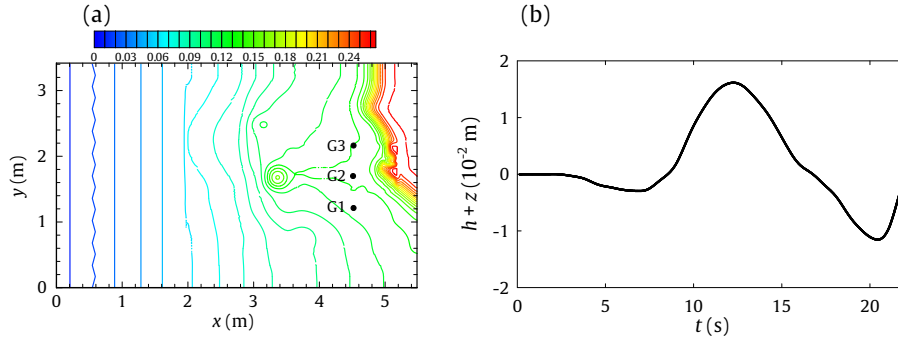 (a)
0 0.03 0.06 0.09 0.12 0.15 0.18 0.21 0.24
3
2
1
0
y (m)
G3
G2
G1
0 1 2 3 4 5
x (m)
(b)
2
1
0
-1
-2
h + z (10⁻² m)
0 5 10 15 20
t (s)